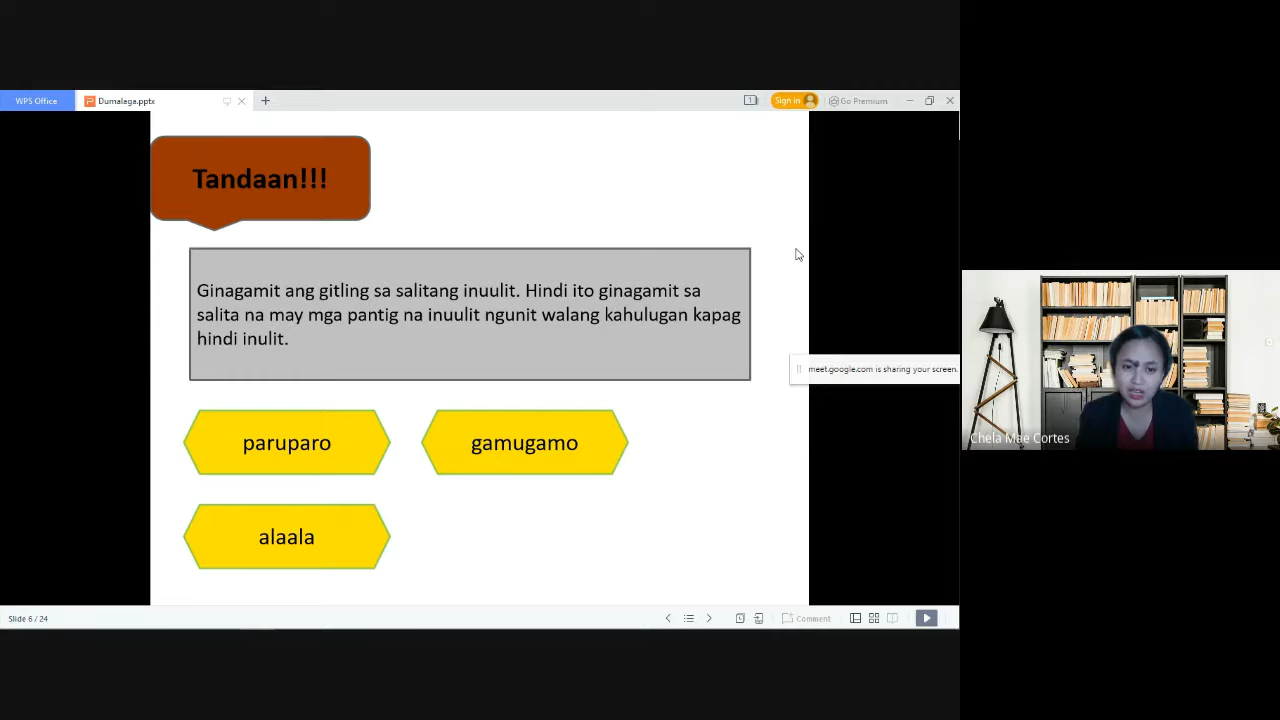 WPS Office
Dumalaga.pptx
Sign in
Go Premium
Tandaan!!!
Ginagamit ang gitling sa salitang inuulit. Hindi ito ginagamit sa
salita na may mga pantig na inuulit ngunit walang kahulugan kapag
hindi inulit.
meet.google.com is sharing your screen.
paruparo
gamugamo
alaala
Chela Mae Cortes
Slide 6 / 24
Comment